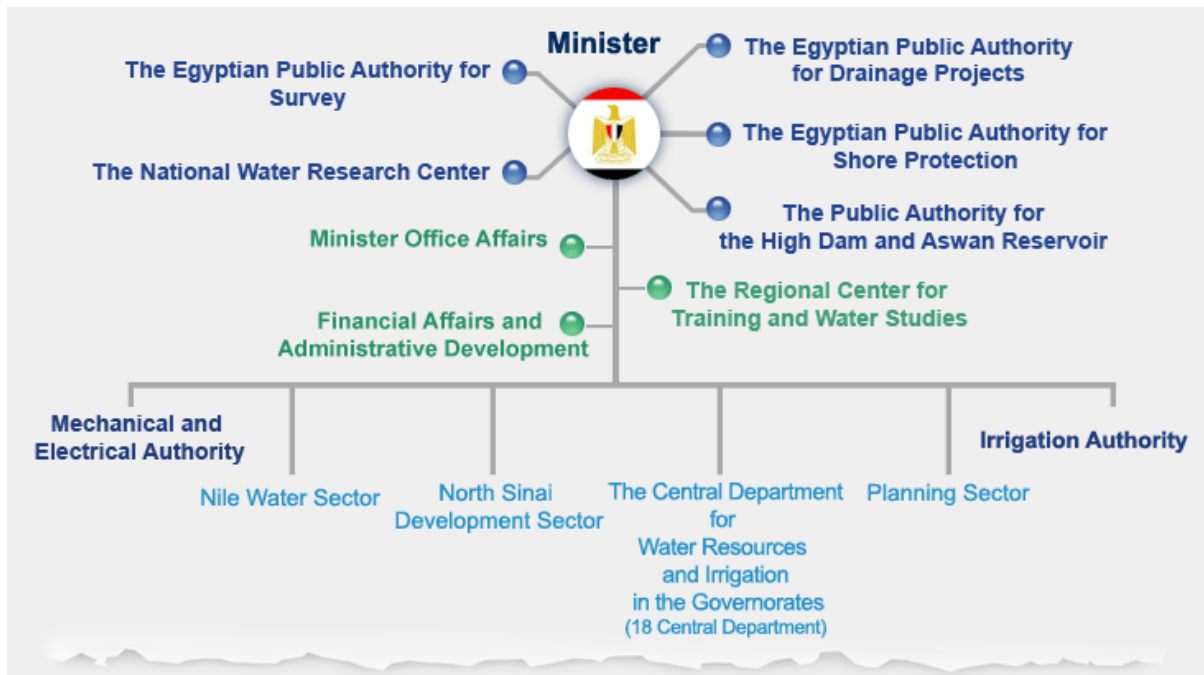 Minister
The Egyptian Public Authority for
Survey
The National Water Research Center
The Egyptian Public Authority
for Drainage Projects
The Egyptian Public Authority for
Shore Protection
The Public Authority for
the High Dam and Aswan Reservoir
Minister Office Affairs
The Regional Center for
Training and Water Studies
Financial Affairs and
Administrative Development
Mechanical and
Electrical Authority
Nile Water Sector
North Sinai
Development Sector
The Central Department
for
Water Resources
and Irrigation
in the Governorates
(18 Central Department)
Planning Sector
Irrigation Authority